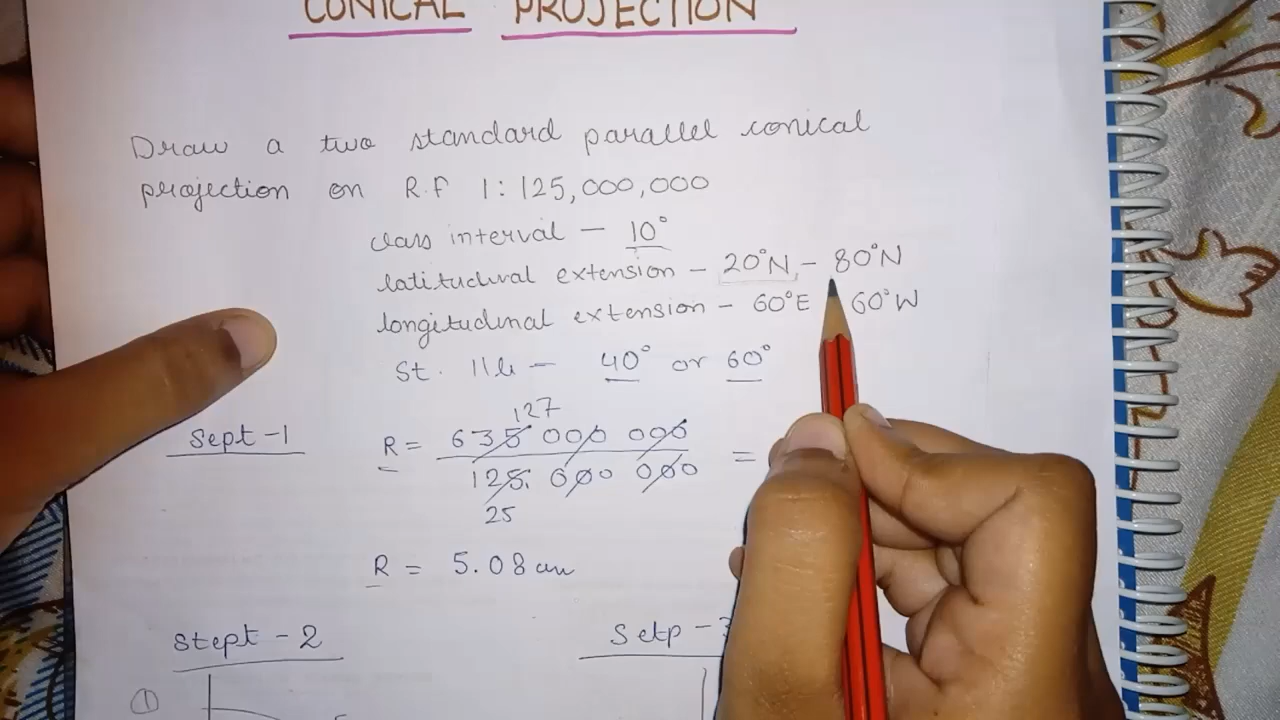 CONICAL PROJECTION
Draw a two standard parallel conical
projection on R.F 1:125,000,000
class interval – 10°
latitudinal extension – 20°N, – 80°N
longitudinal extension – 60°E 60°W
St. 11ls – 40° or 60°
Sept -1
127
R = 635 000 000 =
125, 000 000
25
R = 5.08 cm
Stept - 2
Setp - 3
①